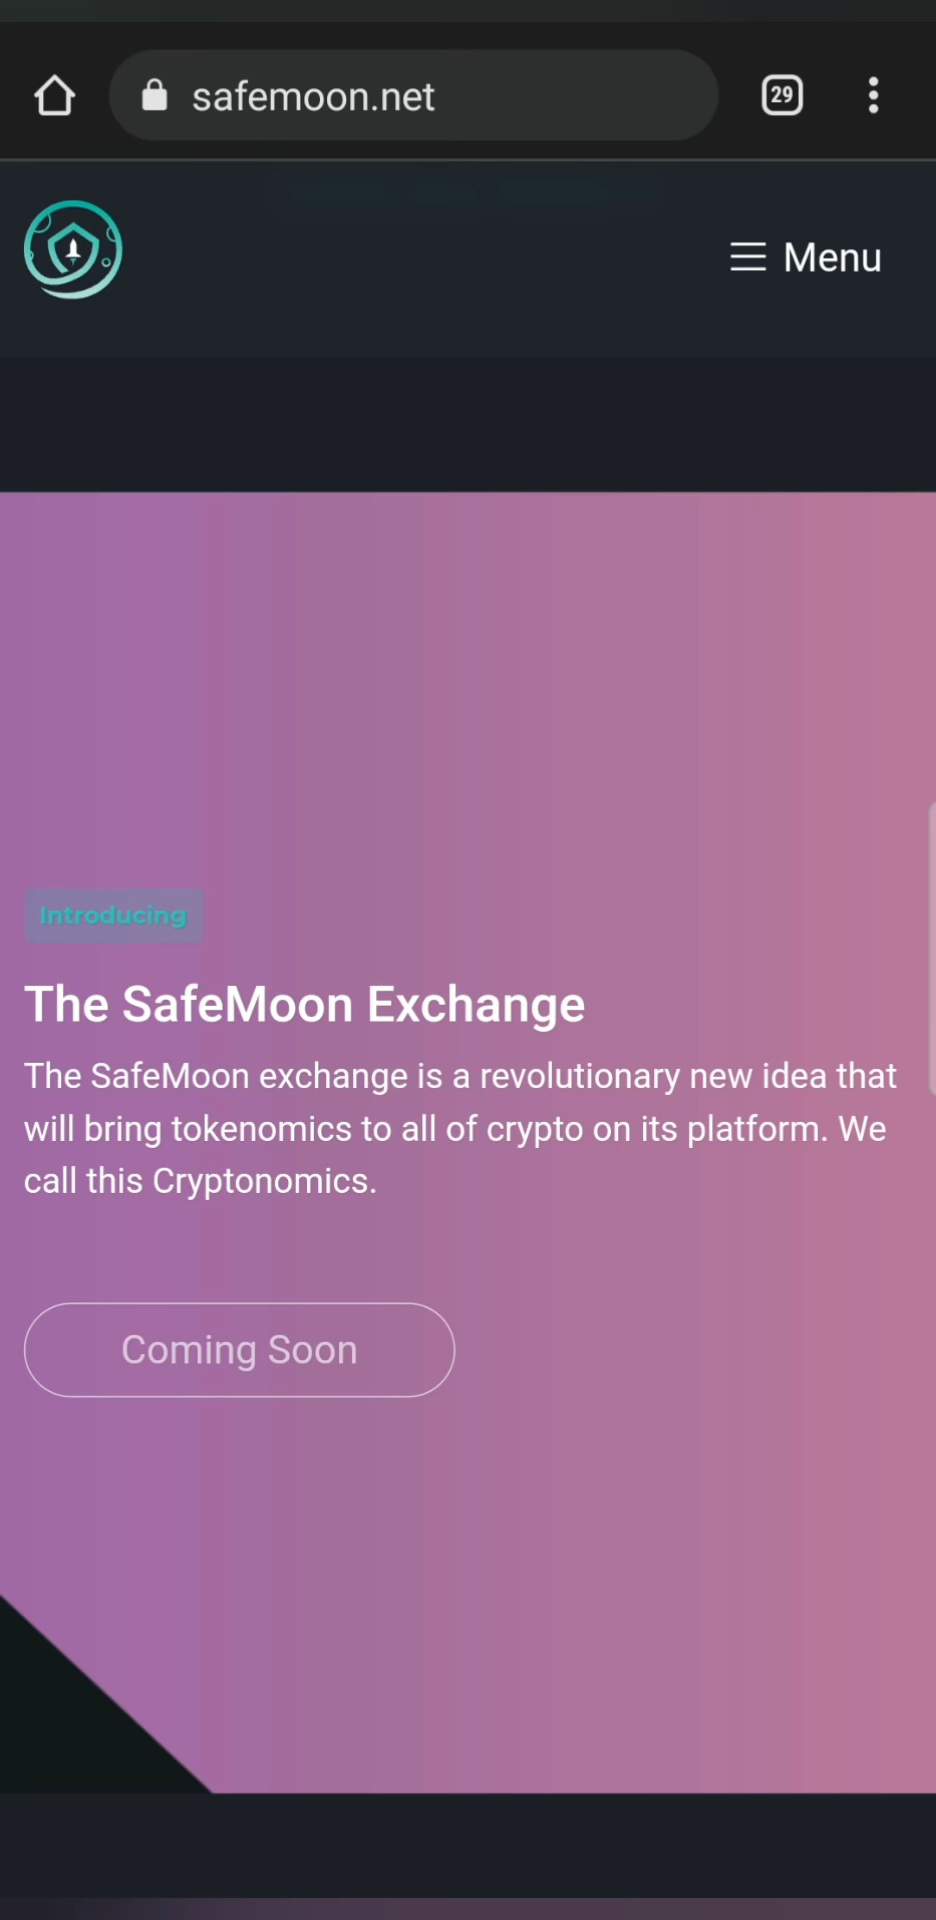 safemoon.net
29
Menu
Introducing
The SafeMoon Exchange
The SafeMoon exchange is a revolutionary new idea that
will bring tokenomics to all of crypto on its platform. We
call this Cryptonomics.
Coming Soon